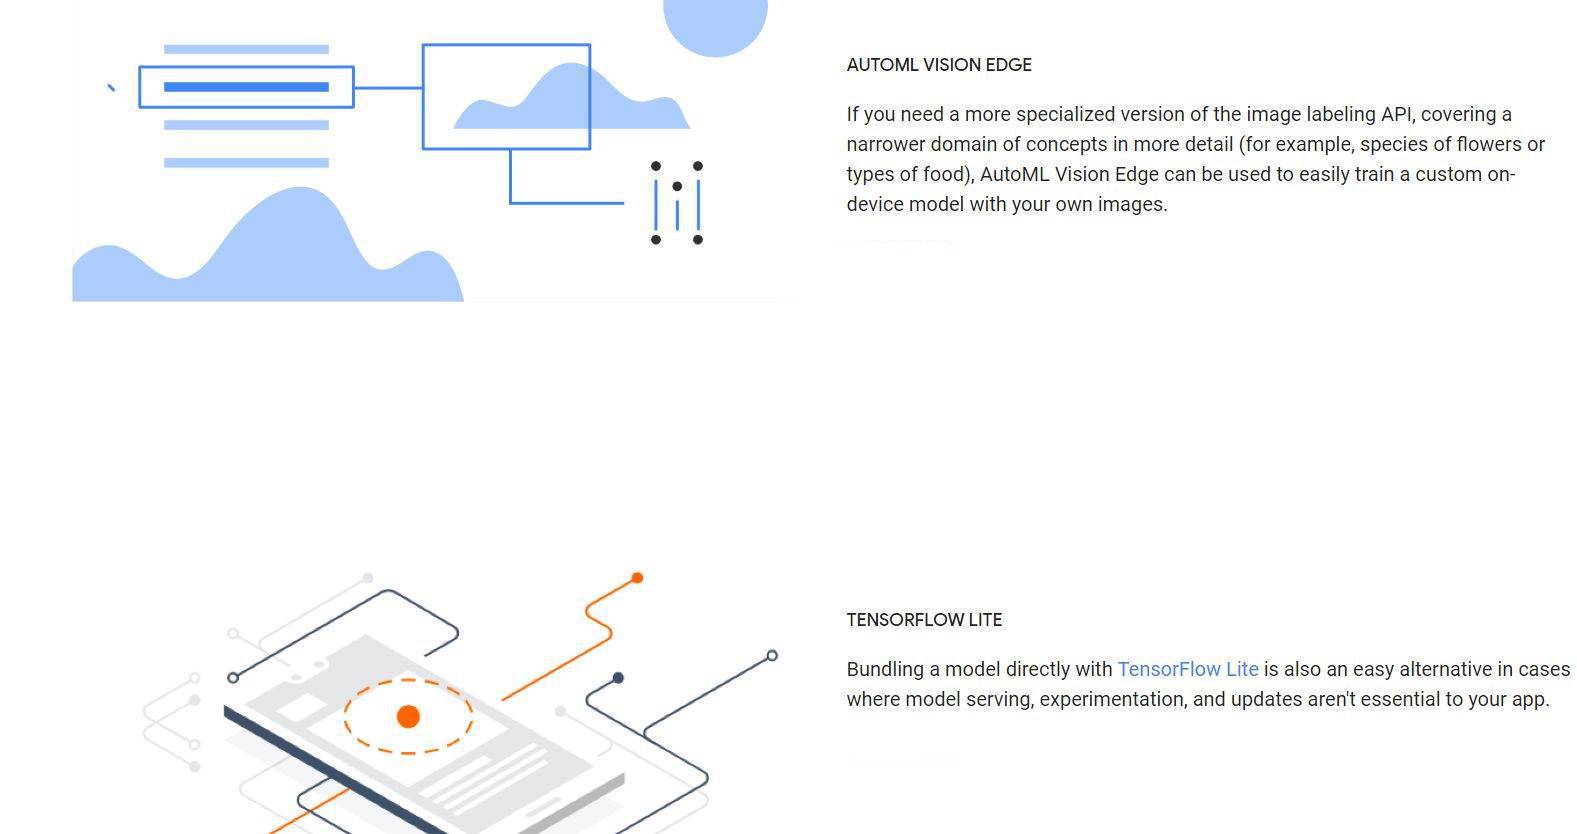 AUTOML VISION EDGE
If you need a more specialized version of the image labeling API, covering a
narrower domain of concepts in more detail (for example, species of flowers or
types of food), AutoML Vision Edge can be used to easily train a custom on-
device model with your own images.
TENSORFLOW LITE
Bundling a model directly with TensorFlow Lite is also an easy alternative in cases
where model serving, experimentation, and updates aren't essential to your app.